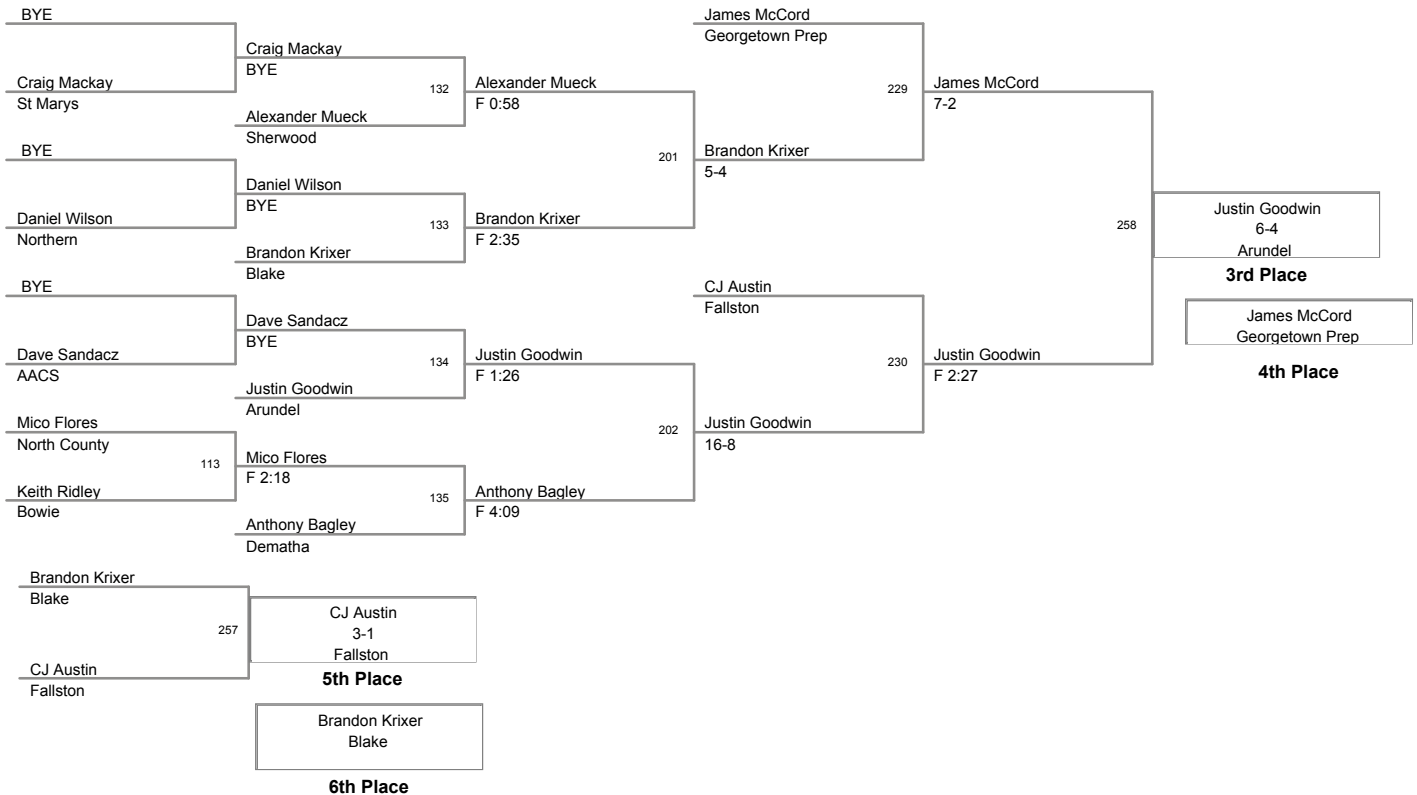 BYE
Craig Mackay
St Marys
BYE
Daniel Wilson
Northern
BYE
Dave Sandacz
AACS
Mico Flores
North County
113
Keith Ridley
Bowie
Craig Mackay
BYE
132
Alexander Mueck
Sherwood
Daniel Wilson
BYE
133
Brandon Krixer
Blake
Dave Sandacz
BYE
134
Justin Goodwin
Arundel
Mico Flores
F 2:18
135
Anthony Bagley
Dematha
Alexander Mueck
F 0:58
201
Brandon Krixer
F 2:35
Justin Goodwin
F 1:26
202
Anthony Bagley
F 4:09
James McCord
Georgetown Prep
229
Brandon Krixer
5-4
CJ Austin
Fallston
230
Justin Goodwin
16-8
James McCord
7-2
258
Justin Goodwin
F 2:27
Justin Goodwin
6-4
Arundel
3rd Place
James McCord
Georgetown Prep
4th Place
Brandon Krixer
Blake
257
CJ Austin
Fallston
CJ Austin
3-1
Fallston
5th Place
Brandon Krixer
Blake
6th Place